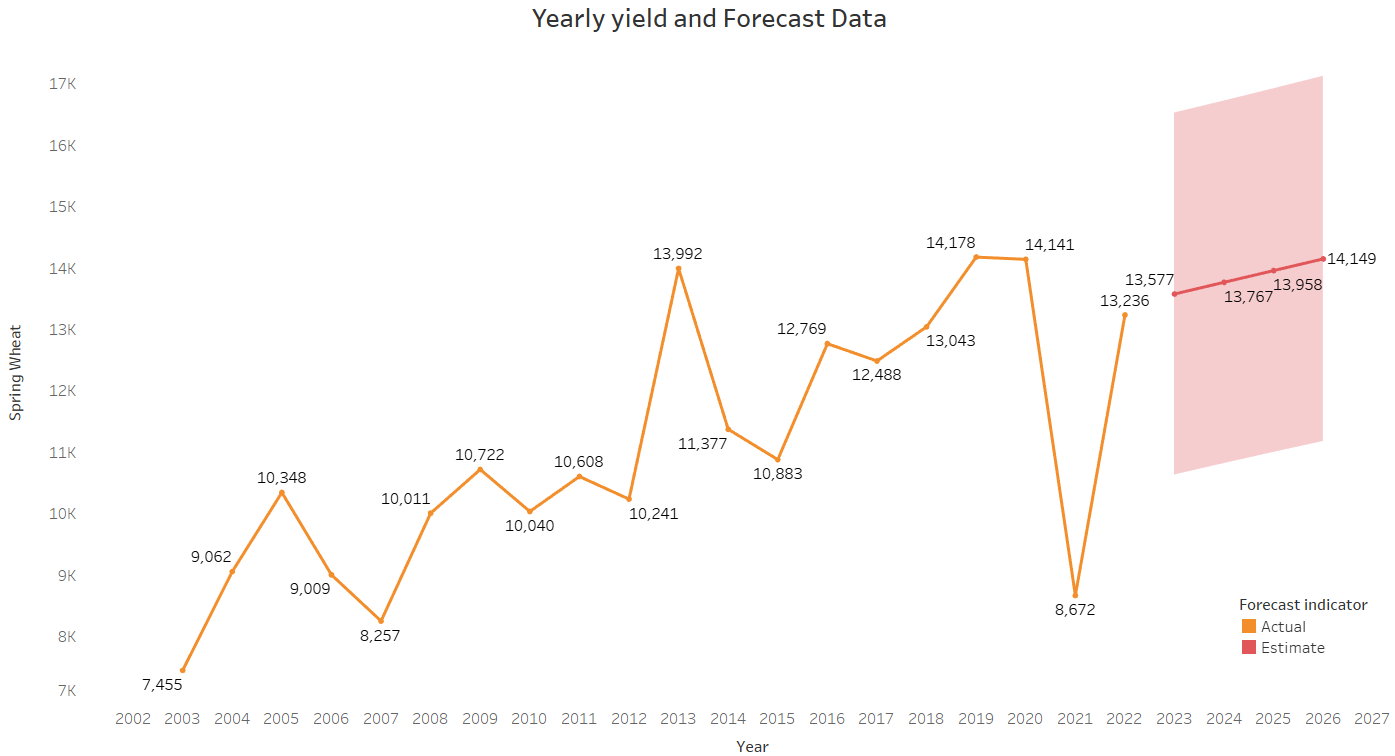 Yearly yield and Forecast Data
17K
16K
15K
14K
13K
12K
11K
10K
9K
8K
7K
Spring Wheat
7,455
9,062
10,348
9,009
8,257
10,011
10,722
10,040
10,608
10,241
13,992
11,377
10,883
12,769
12,488
13,043
14,178
14,141
8,672
13,236
13,577
13,767
13,958
14,149
Forecast indicator
Actual
Estimate
2002 2003 2004 2005 2006 2007 2008 2009 2010 2011 2012 2013 2014 2015 2016 2017 2018 2019 2020 2021 2022 2023 2024 2025 2026 2027
Year